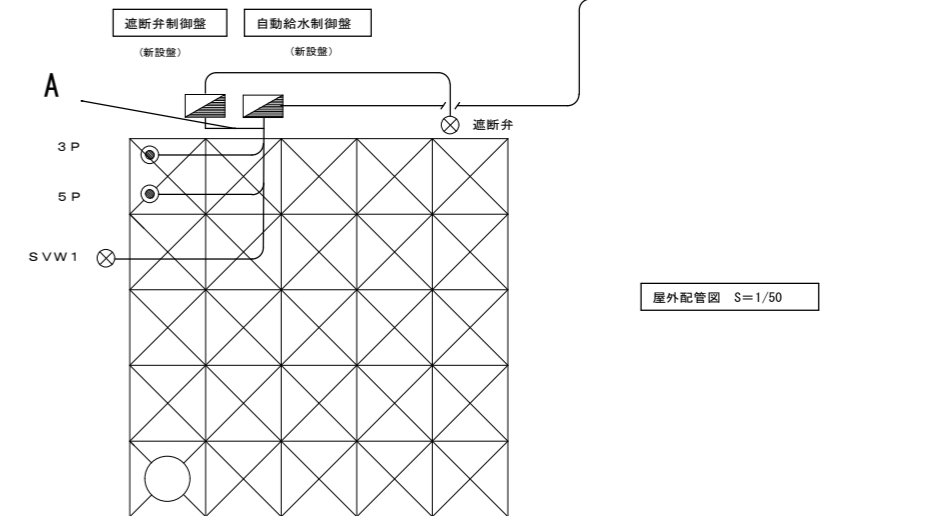 遮断弁制御盤
自動給水制御盤
(新設盤)
(新設盤)
A
遮断弁
3P
5P
SVW1
屋外配管図 S=1/50